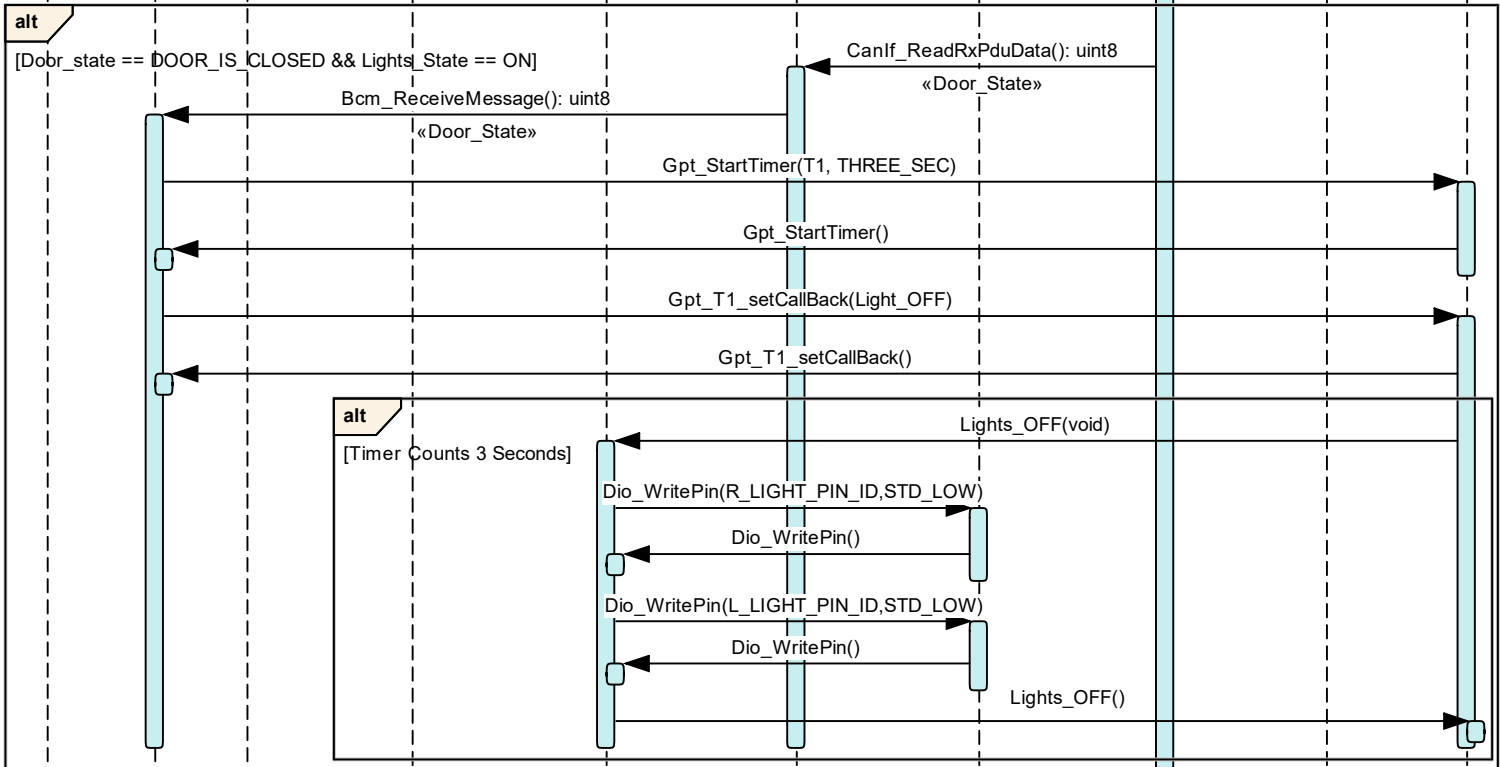 alt
CanIf_ReadRxPduData(): uint8
[Door_state == DOOR_IS_CLOSED && Lights_State == ON]
«Door_State»
Bcm_ReceiveMessage(): uint8
«Door_State»
Gpt_StartTimer(T1, THREE_SEC)
Gpt_StartTimer()
Gpt_T1_setCallBack(Light_OFF)
Gpt_T1_setCallBack()
alt
Lights_OFF(void)
[Timer Counts 3 Seconds]
Dio_WritePin(R_LIGHT_PIN_ID,STD_LOW)
Dio_WritePin()
Dio_WritePin(L_LIGHT_PIN_ID,STD_LOW)
Dio_WritePin()
Lights_OFF()